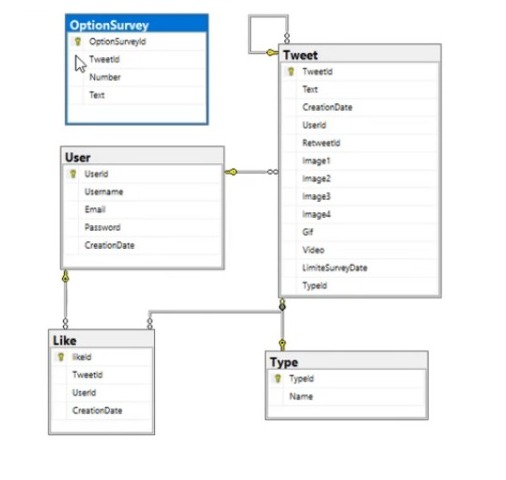 OptionSurvey
OptionSurveyId
TweetId
Number
Text
Tweet
TweetId
Text
CreationDate
UserId
RetweetId
Image1
Image2
Image3
Image4
Gif
Video
LimiteSurveyDate
TypeId
User
UserId
Username
Email
Password
CreationDate
Like
likeId
TweetId
UserId
CreationDate
Type
TypeId
Name